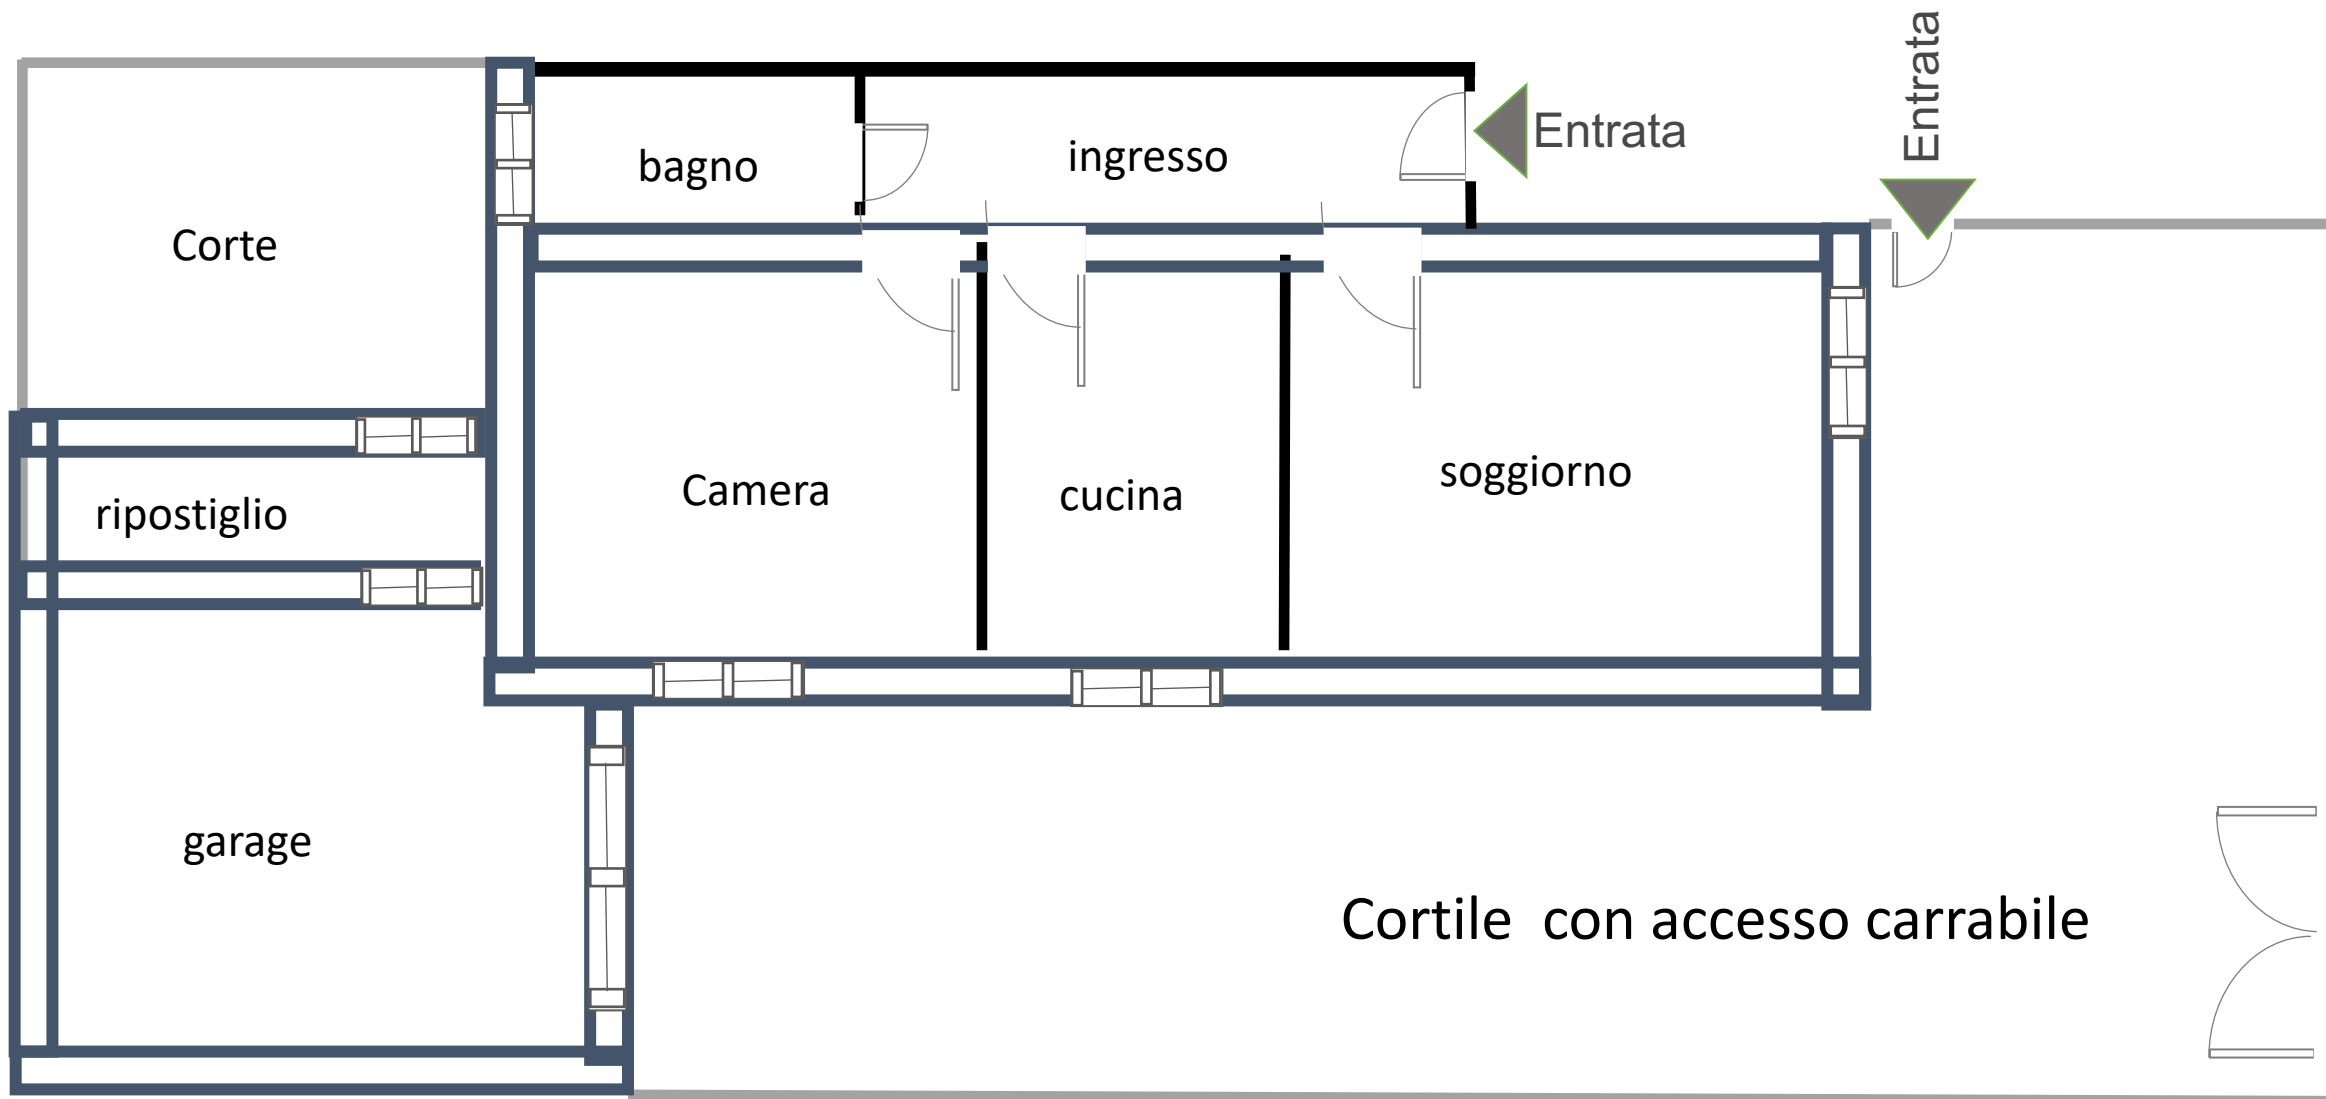 Entrata
Entrata
bagno
ingresso
Corte
Camera
cucina
soggiorno
ripostiglio
garage
Cortile  con accesso carrabile